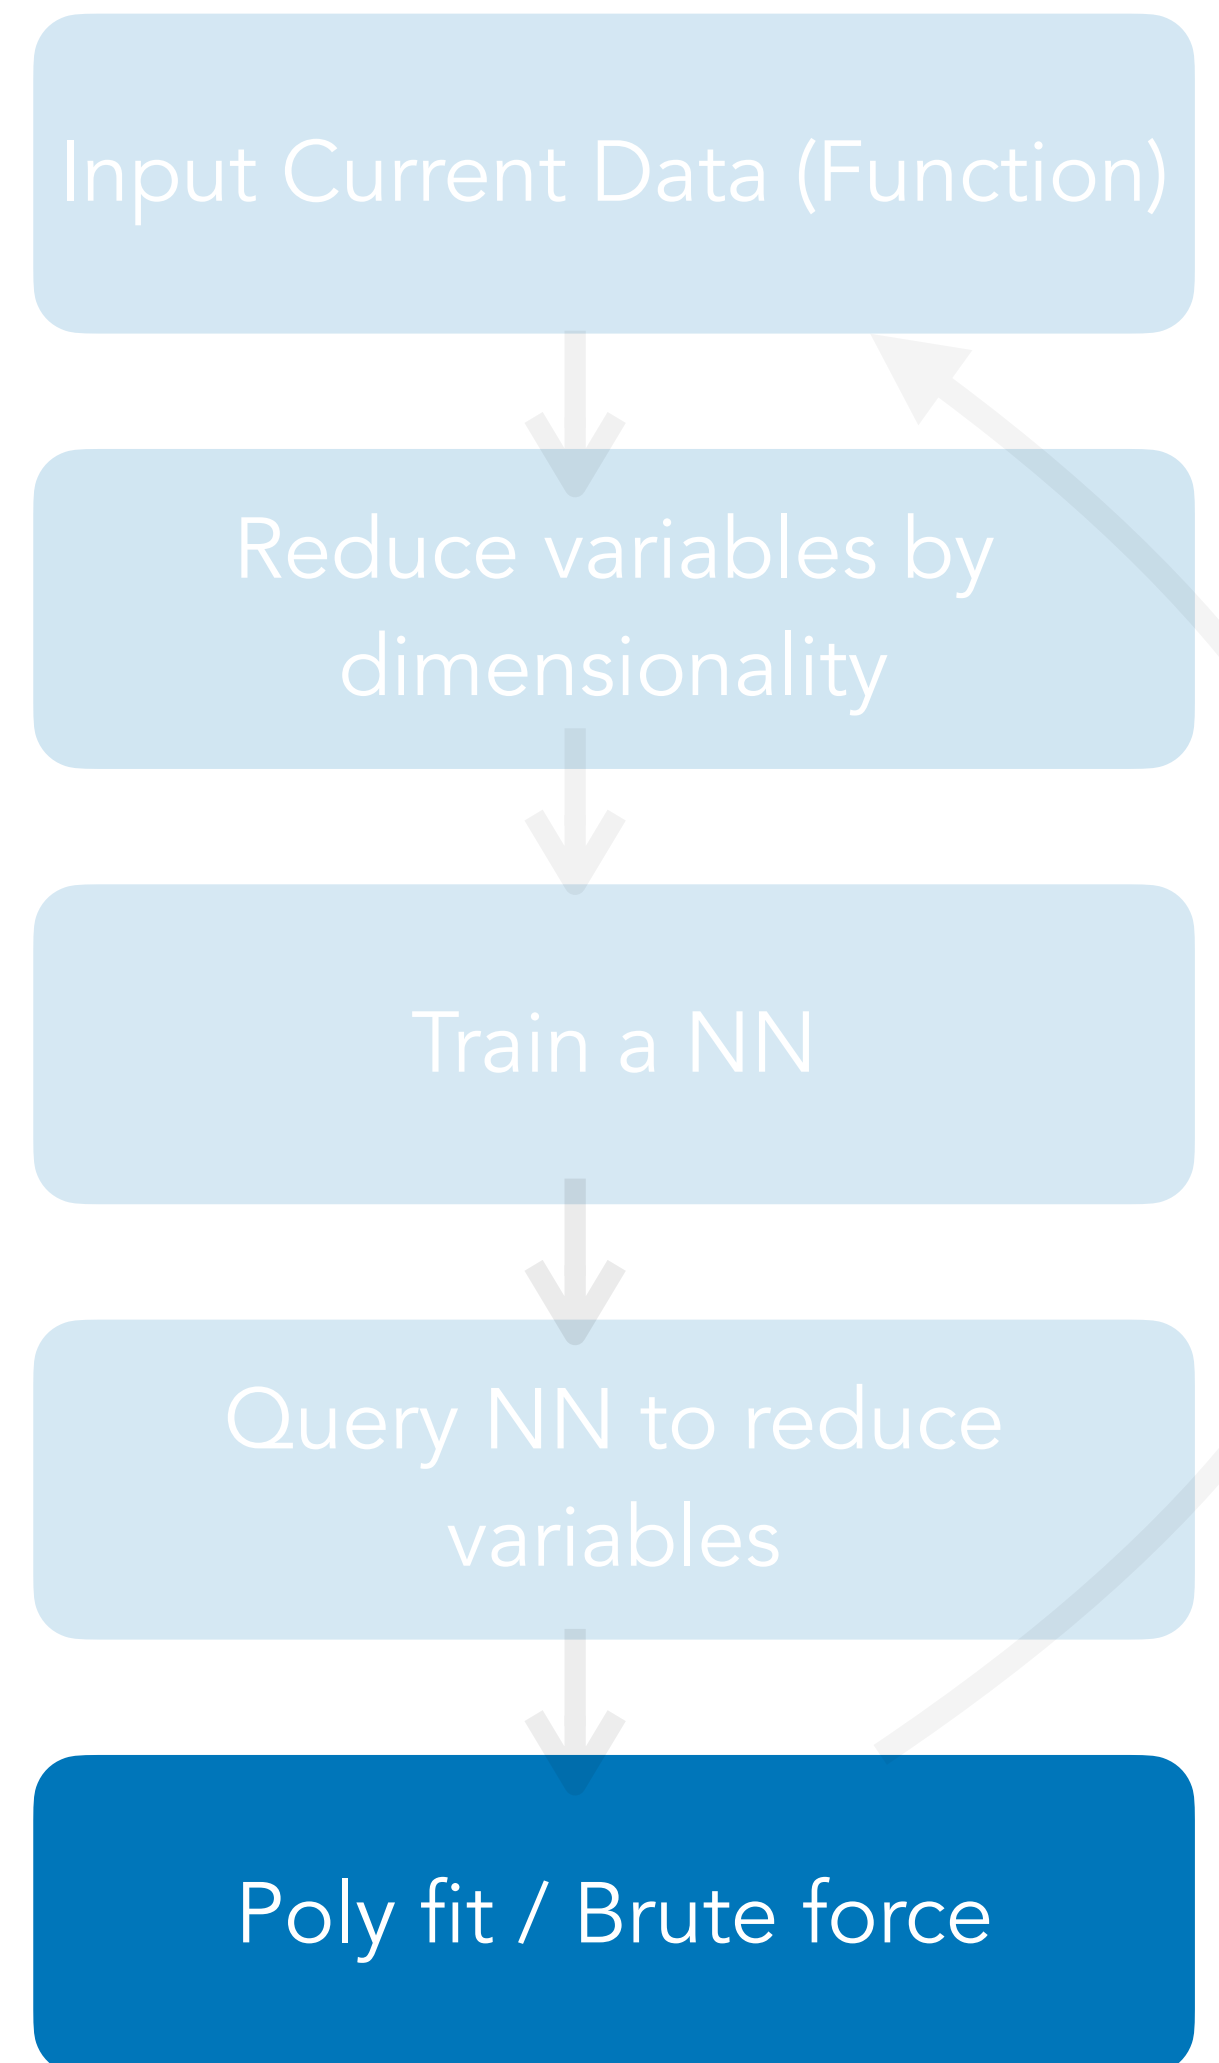 Input Current Data (Function)
Reduce variables by
dimensionality
Train a NN
Query NN to reduce
variables
Poly fit / Brute force